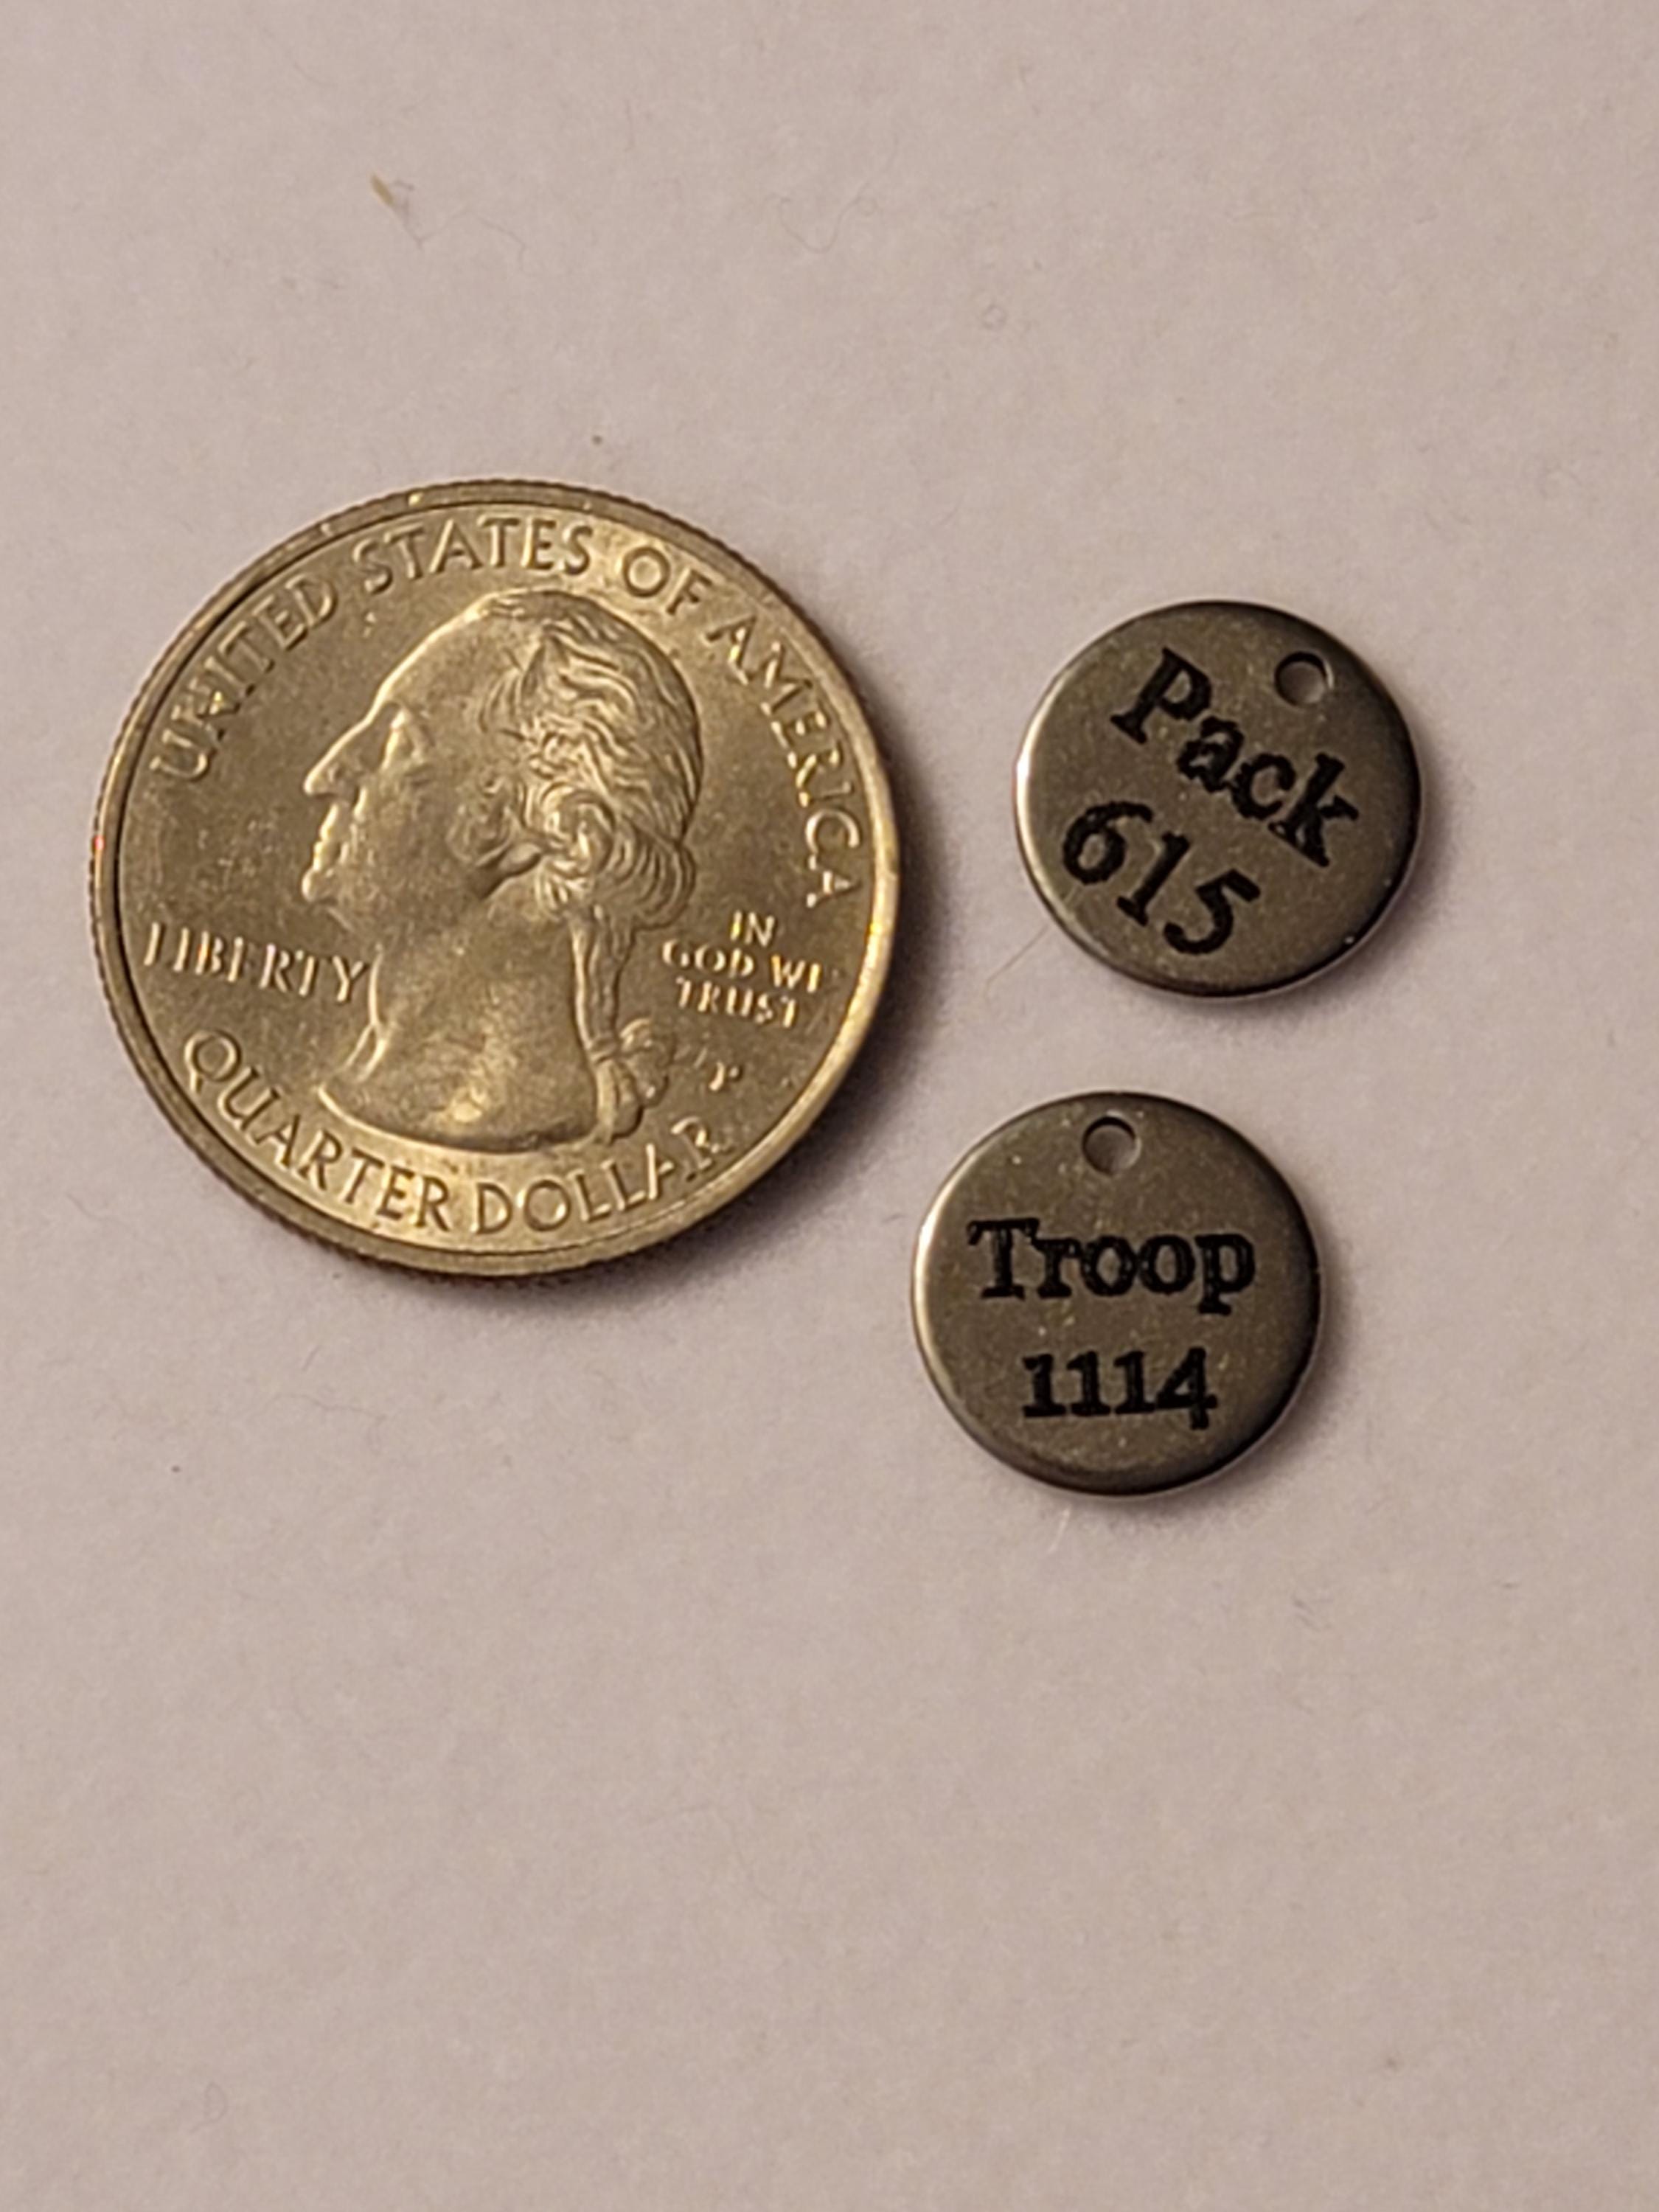 UNITED STATES OF AMERICA
LIBERTY
IN
GOD WE
TRUST
P
QUARTER DOLLAR
Pack
615
Troop
1114